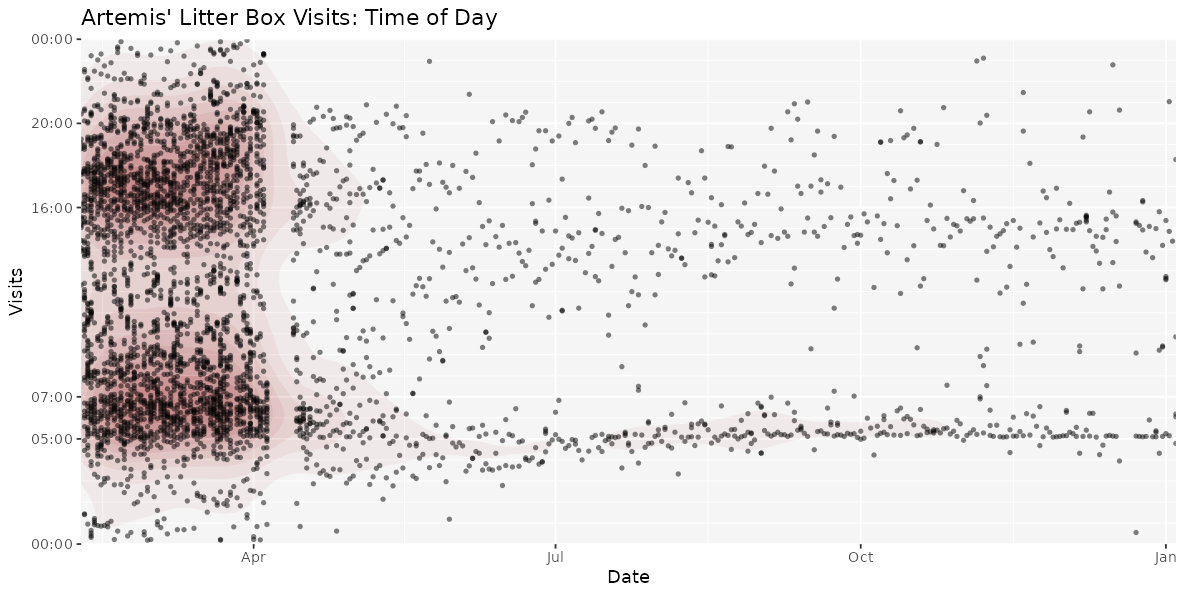 Artemis' Litter Box Visits: Time of Day
00:00
20:00
16:00
07:00
05:00
00:00
Visits
Apr
Jul
Oct
Jan
Date